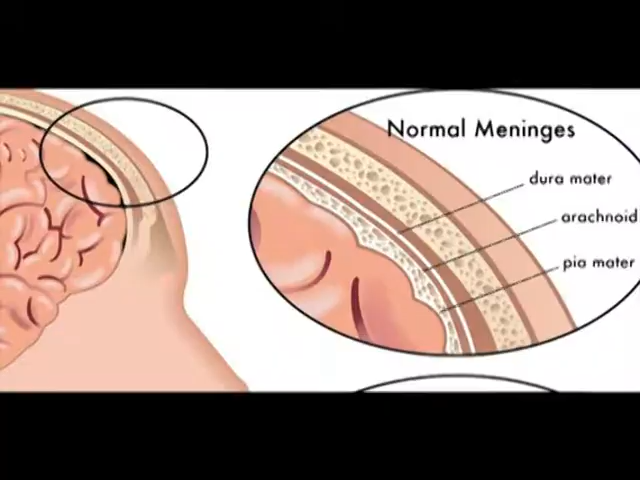 Normal Meninges
dura mater
arachnoid
pia mater